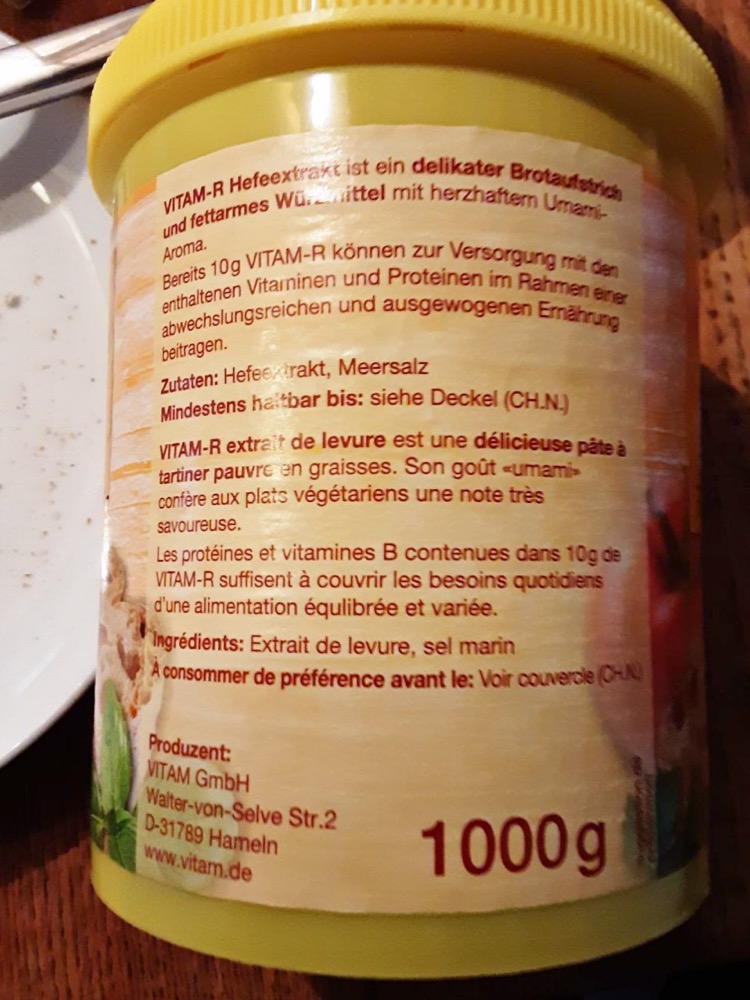 VITAM-R Hefeextrakt ist ein delikater Brotaufstrich
und fettarmes Würzmittel mit herzhaftem Umami-
Aroma.
Bereits 10g VITAM-R können zur Versorgung mit den
enthaltenen Vitaminen und Proteinen im Rahmen einer
abwechslungsreichen und ausgewogenen Ernährung
beitragen.
Zutaten: Hefeextrakt, Meersalz
Mindestens haltbar bis: siehe Deckel (CH.N.)
VITAM-R extrait de levure est une délicieuse pâte à
tartiner pauvre en graisses. Son goût «umami»
confère aux plats végétariens une note très
savoureuse.
Les protéines et vitamines B contenues dans 10g de
VITAM-R suffisent à couvrir les besoins quotidiens
d'une alimentation équlibrée et variée.
Ingrédients: Extrait de levure, sel marin
À consommer de préférence avant le: Voir couvercle (CH.N.)
Produzent:
VITAM GmbH
Walter-von-Selve Str.2
D-31789 Hameln
www.vitam.de
1000g